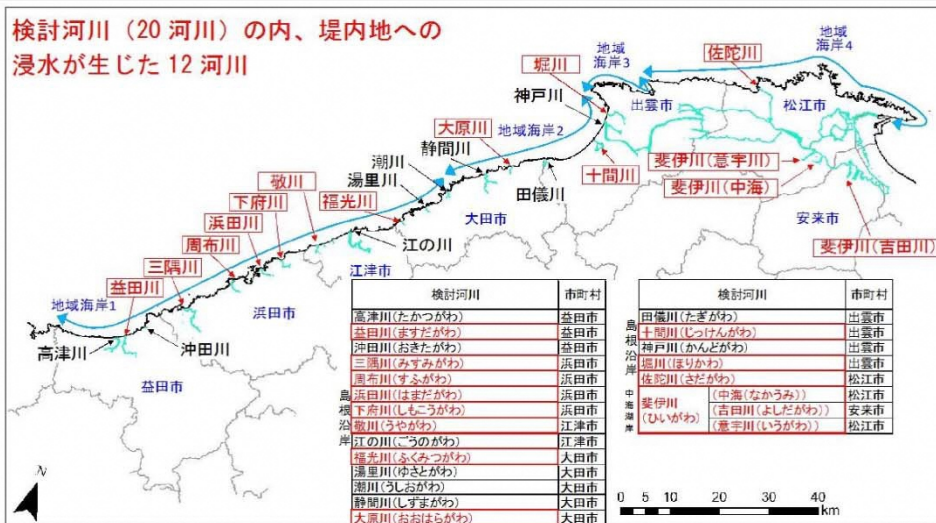 検討河川（20 河川）の内、堤内地への
浸水が生じた 12 河川
地域
海岸4
佐陀川
地域
海岸3
堀川
神戸川
出雲市
松江市
大原川
地域海岸2
静間川
潮川
湯里川
敬川
福光川
下府川
浜田川
周布川
三隅川
益田川
地域海岸1
高津川
沖田川
益田市
浜田市
江津市
江の川
大田市
田儀川
十間川
斐伊川(意宇川)
斐伊川(中海)
安来市
斐伊川(吉田川)
検討河川 市町村
島根沿岸
高津川(たかつがわ) 益田市
益田川(ますだがわ) 益田市
沖田川(おきたがわ) 益田市
三隅川(みすみがわ) 浜田市
周布川(すふがわ) 浜田市
浜田川(はまだがわ) 浜田市
下府川(しもこうがわ) 浜田市
敬川(うやがわ) 江津市
江の川(ごうのがわ) 江津市
福光川(ふくみつがわ) 大田市
湯里川(ゆさとがわ) 大田市
潮川(うしおがわ) 大田市
静間川(しずまがわ) 大田市
大原川(おおはらがわ) 大田市
検討河川 市町村
島根沿岸
田儀川(たぎがわ) 出雲市
十間川(じっけんがわ) 出雲市
神戸川(かんどがわ) 出雲市
堀川(ほりかわ) 出雲市
佐陀川(さだがわ) 松江市
中海湖岸
斐伊川
(ひいがわ)
(中海(なかうみ)) 松江市
(吉田川(よしだがわ)) 安来市
(意宇川(いうがわ)) 松江市
N
0 5 10 20 30 40
km